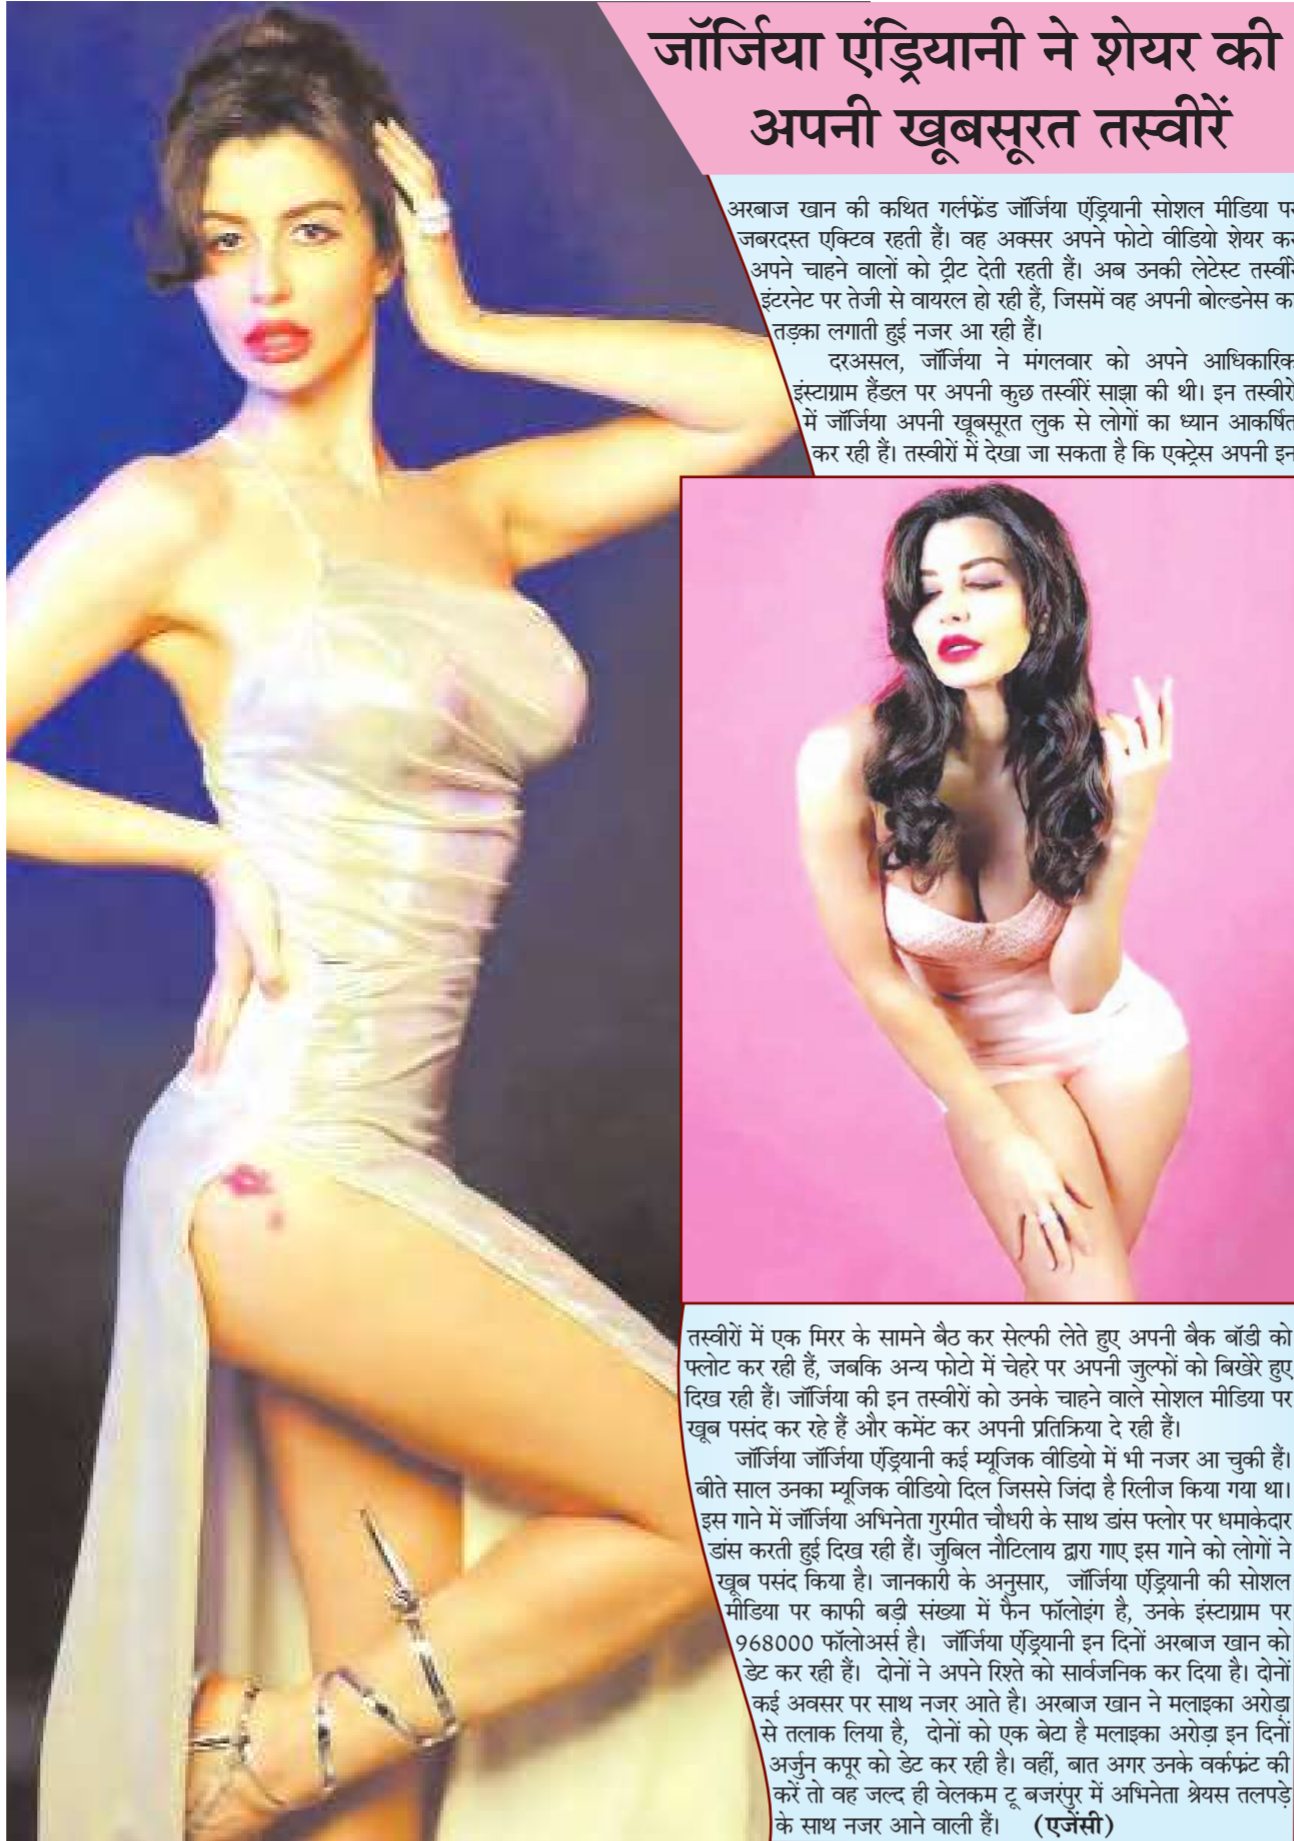 जॉर्जिया एंड्रियानी ने शेयर की
अपनी खूबसूरत तस्वीरें
अरबाज खान की कथित गर्लफ्रेंड जॉर्जिया एंड्रियानी सोशल मीडिया पर
जबरदस्त एक्टिव रहती हैं। वह अक्सर अपने फोटो वीडियो शेयर कर
अपने चाहने वालों को ट्रीट देती रहती हैं। अब उनकी लेटेस्ट तस्वीरें
इंटरनेट पर तेजी से वायरल हो रही हैं, जिसमें वह अपनी बोल्डनेस का
तड़का लगाती हुई नजर आ रही हैं।
दरअसल, जॉर्जिया ने मंगलवार को अपने आधिकारिक
इंस्टाग्राम हैंडल पर अपनी कुछ तस्वीरें साझा की थी। इन तस्वीरों
में जॉर्जिया अपनी खूबसूरत लुक से लोगों का ध्यान आकर्षित
कर रही हैं। तस्वीरों में देखा जा सकता है कि एक्ट्रेस अपनी इन
तस्वीरों में एक मिरर के सामने बैठ कर सेल्फी लेते हुए अपनी बैक बॉडी को
फ्लोट कर रही हैं, जबकि अन्य फोटो में चेहरे पर अपनी जुल्फों को बिखेरे हुए
दिख रही हैं। जॉर्जिया की इन तस्वीरों को उनके चाहने वाले सोशल मीडिया पर
खूब पसंद कर रहे हैं और कमेंट कर अपनी प्रतिक्रिया दे रही हैं।
जॉर्जिया जॉर्जिया एंड्रियानी कई म्यूजिक वीडियो में भी नजर आ चुकी हैं।
बीते साल उनका म्यूजिक वीडियो दिल जिससे जिंदा है रिलीज किया गया था।
इस गाने में जॉर्जिया अभिनेता गुरमीत चौधरी के साथ डांस फ्लोर पर धमाकेदार
डांस करती हुई दिख रही हैं। जुबिल नौटिलाय द्वारा गाए इस गाने को लोगों ने
खूब पसंद किया है। जानकारी के अनुसार, जॉर्जिया एंड्रियानी की सोशल
मीडिया पर काफी बड़ी संख्या में फैन फॉलोइंग है, उनके इंस्टाग्राम पर
968000 फॉलोअर्स है। जॉर्जिया एंड्रियानी इन दिनों अरबाज खान को
डेट कर रही हैं। दोनों ने अपने रिश्ते को सार्वजनिक कर दिया है। दोनों
कई अवसर पर साथ नजर आते है। अरबाज खान ने मलाइका अरोड़ा
से तलाक लिया है, दोनों को एक बेटा है मलाइका अरोड़ा इन दिनों
अर्जुन कपूर को डेट कर रही है। वहीं, बात अगर उनके वर्कफ्रंट की
करें तो वह जल्द ही वेलकम टू बजरंपुर में अभिनेता श्रेयस तलपड़े
के साथ नजर आने वाली हैं। (एजेंसी)